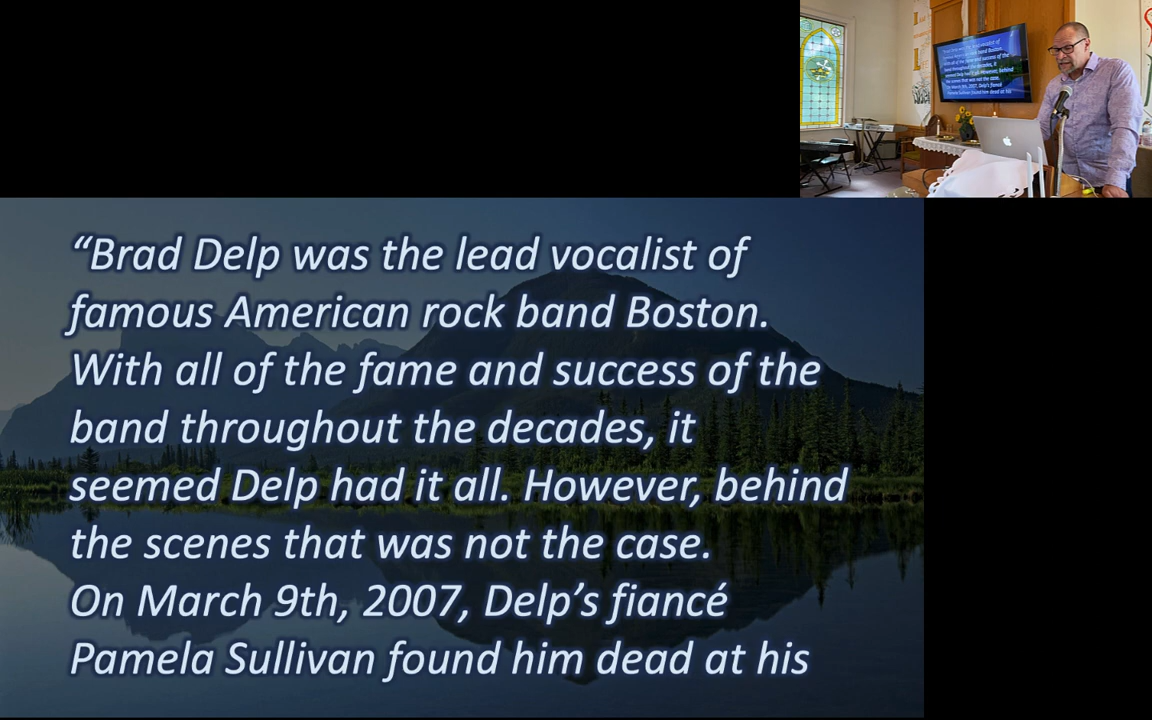 “Brad Delp was the lead vocalist of
famous American rock band Boston.
With all of the fame and success of the
band throughout the decades, it
seemed Delp had it all. However, behind
the scenes that was not the case.
On March 9th, 2007, Delp’s fiancé
Pamela Sullivan found him dead at his